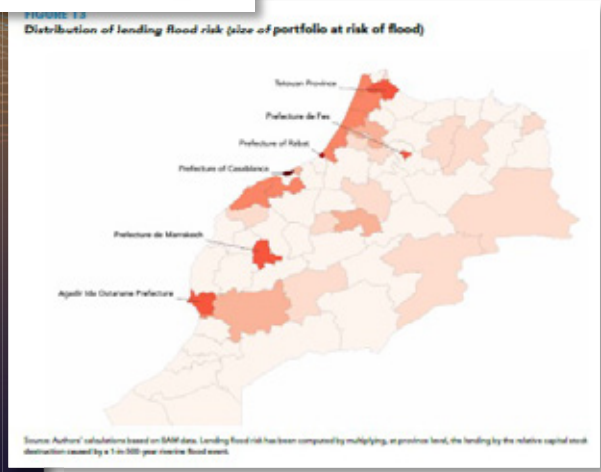 FIGURE 13
Distribution of lending flood risk (size of portfolio at risk of flood)
Tetouan Province
Prefecture de Fes
Prefecture of Rabat
Prefecture of Casablanca
Prefecture de Marrakech
Agadir Ida Outanane Prefecture
Source: Authors' calculations based on BAM data. Lending flood risk has been computed by multiplying, at province level, the lending by the relative capital stock
destruction caused by a 1-in-500-year riverine flood event.